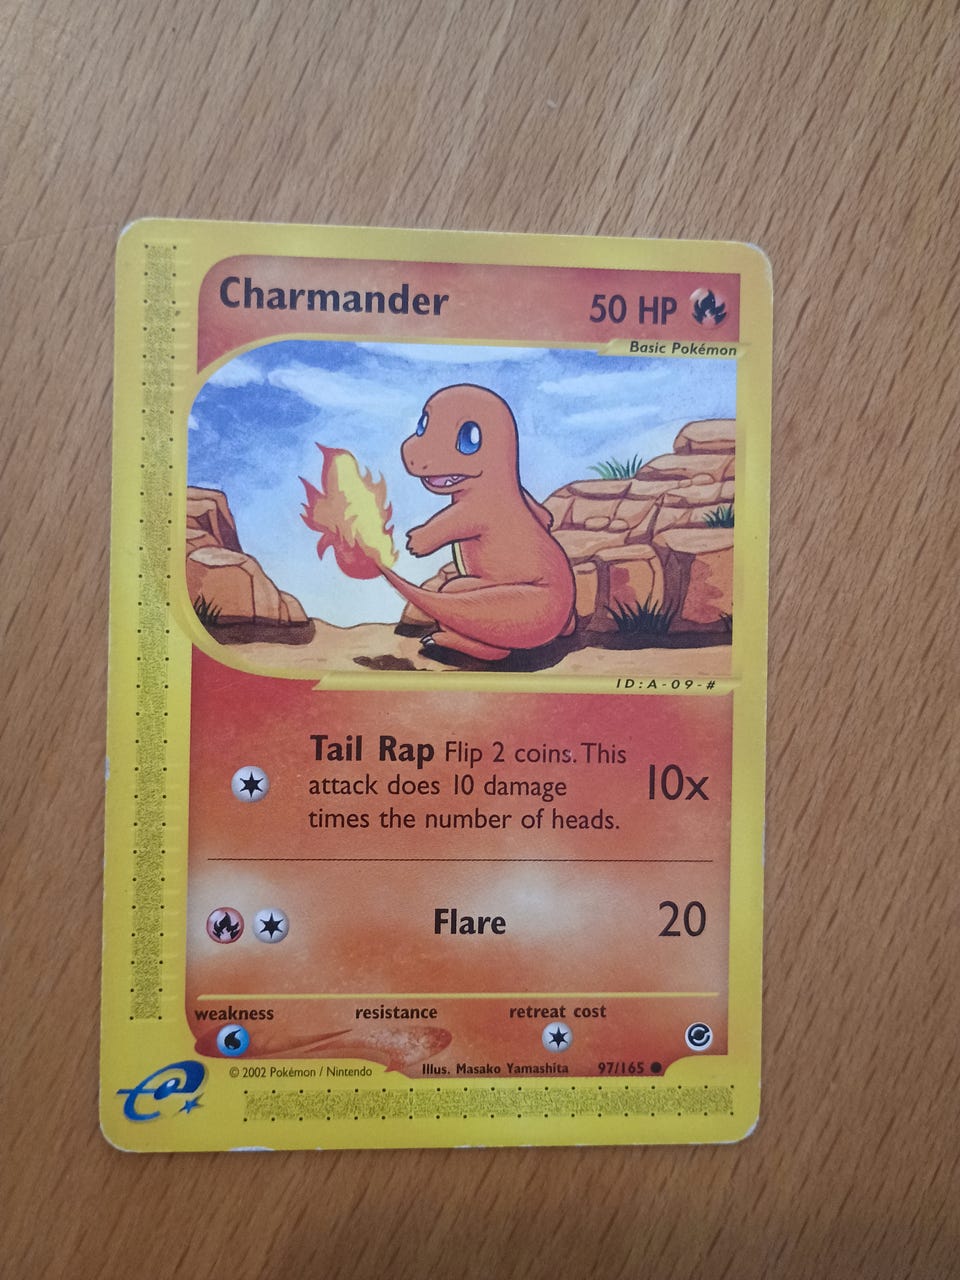 Charmander 50 HP
Basic Pokémon
ID:A-09-#
Tail Rap Flip 2 coins. This
attack does 10 damage
times the number of heads.
10x
Flare 20
weakness resistance retreat cost
© 2002 Pokémon / Nintendo Illus. Masako Yamashita 97/165
e